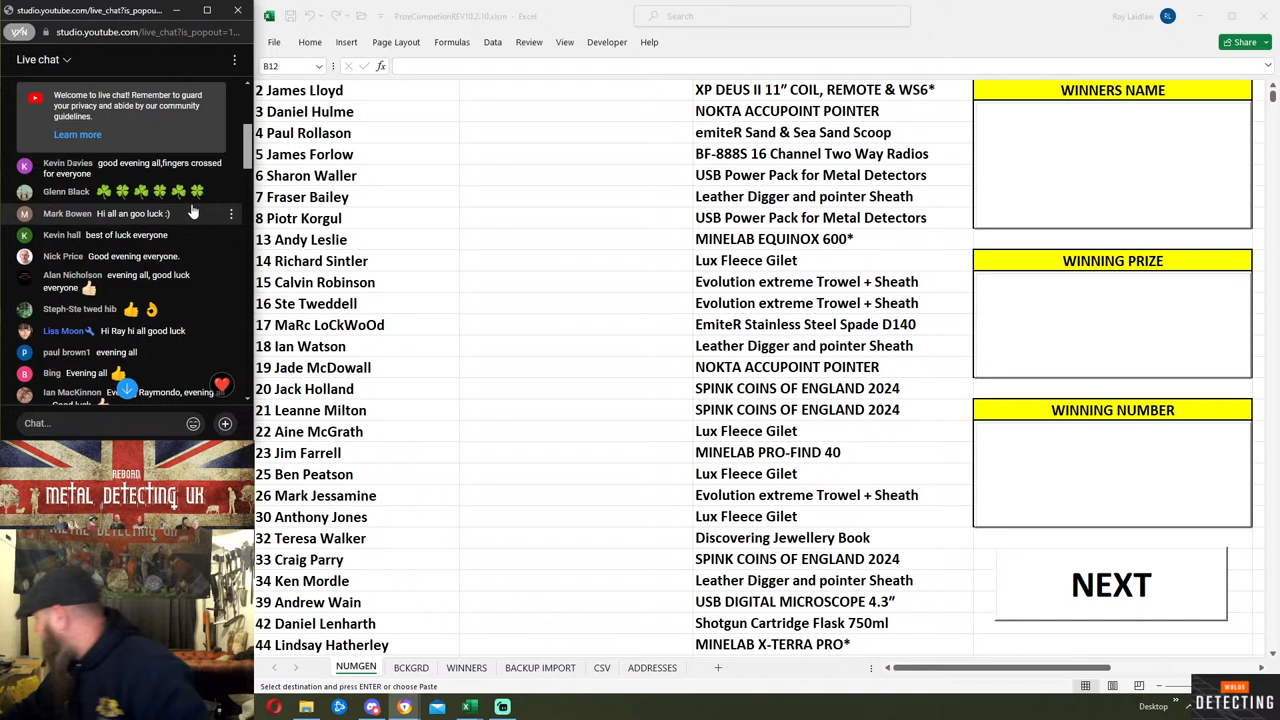 studio.youtube.com/live_chat?is_popou...
studio.youtube.com/live_chat?is_popout=1...
Live chat
Welcome to live chat! Remember to guard
your privacy and abide by our community
guidelines.
Learn more
Kevin Davies good evening all,fingers crossed
for everyone
Glenn Black ☘️🍀☘️🍀☘️🍀
Mark Bowen Hi all an goo luck :)
Kevin hall best of luck everyone
Nick Price Good evening everyone.
Alan Nicholson evening all, good luck
everyone 👍🏻
Steph-Ste twed hib 👍 👌
Liss Moon Hi Ray hi all good luck
paul brown1 evening all
Bing Evening all 👍
Ian MacKinnon Raymondo, evening
Chat...
REBORN
METAL DETECTING UK
PrizeCompetionREV10.2.10.xlsm - Excel
Search
Ray Laidlaw RL
File Home Insert Page Layout Formulas Data Review View Developer Help
Share
B12 fx
2 James Lloyd XP DEUS II 11” COIL, REMOTE & WS6*
3 Daniel Hulme NOKTA ACCUPOINT POINTER
4 Paul Rollason emiteR Sand & Sea Sand Scoop
5 James Forlow BF-888S 16 Channel Two Way Radios
6 Sharon Waller USB Power Pack for Metal Detectors
7 Fraser Bailey Leather Digger and pointer Sheath
8 Piotr Korgul USB Power Pack for Metal Detectors
13 Andy Leslie MINELAB EQUINOX 600*
14 Richard Sintler Lux Fleece Gilet
15 Calvin Robinson Evolution extreme Trowel + Sheath
16 Ste Tweddell Evolution extreme Trowel + Sheath
17 MaRc LoCkWoOd EmiteR Stainless Steel Spade D140
18 Ian Watson Leather Digger and pointer Sheath
19 Jade McDowall NOKTA ACCUPOINT POINTER
20 Jack Holland SPINK COINS OF ENGLAND 2024
21 Leanne Milton SPINK COINS OF ENGLAND 2024
22 Aine McGrath Lux Fleece Gilet
23 Jim Farrell MINELAB PRO-FIND 40
25 Ben Peatson Lux Fleece Gilet
26 Mark Jessamine Evolution extreme Trowel + Sheath
30 Anthony Jones Lux Fleece Gilet
32 Teresa Walker Discovering Jewellery Book
33 Craig Parry SPINK COINS OF ENGLAND 2024
34 Ken Mordle Leather Digger and pointer Sheath
39 Andrew Wain USB DIGITAL MICROSCOPE 4.3”
42 Daniel Lenharth Shotgun Cartridge Flask 750ml
44 Lindsay Hatherley MINELAB X-TERRA PRO*
WINNERS NAME
WINNING PRIZE
WINNING NUMBER
NEXT
NUMGEN BCKGRD WINNERS BACKUP IMPORT CSV ADDRESSES
Select destination and press ENTER or choose Paste
Desktop
DETECTING